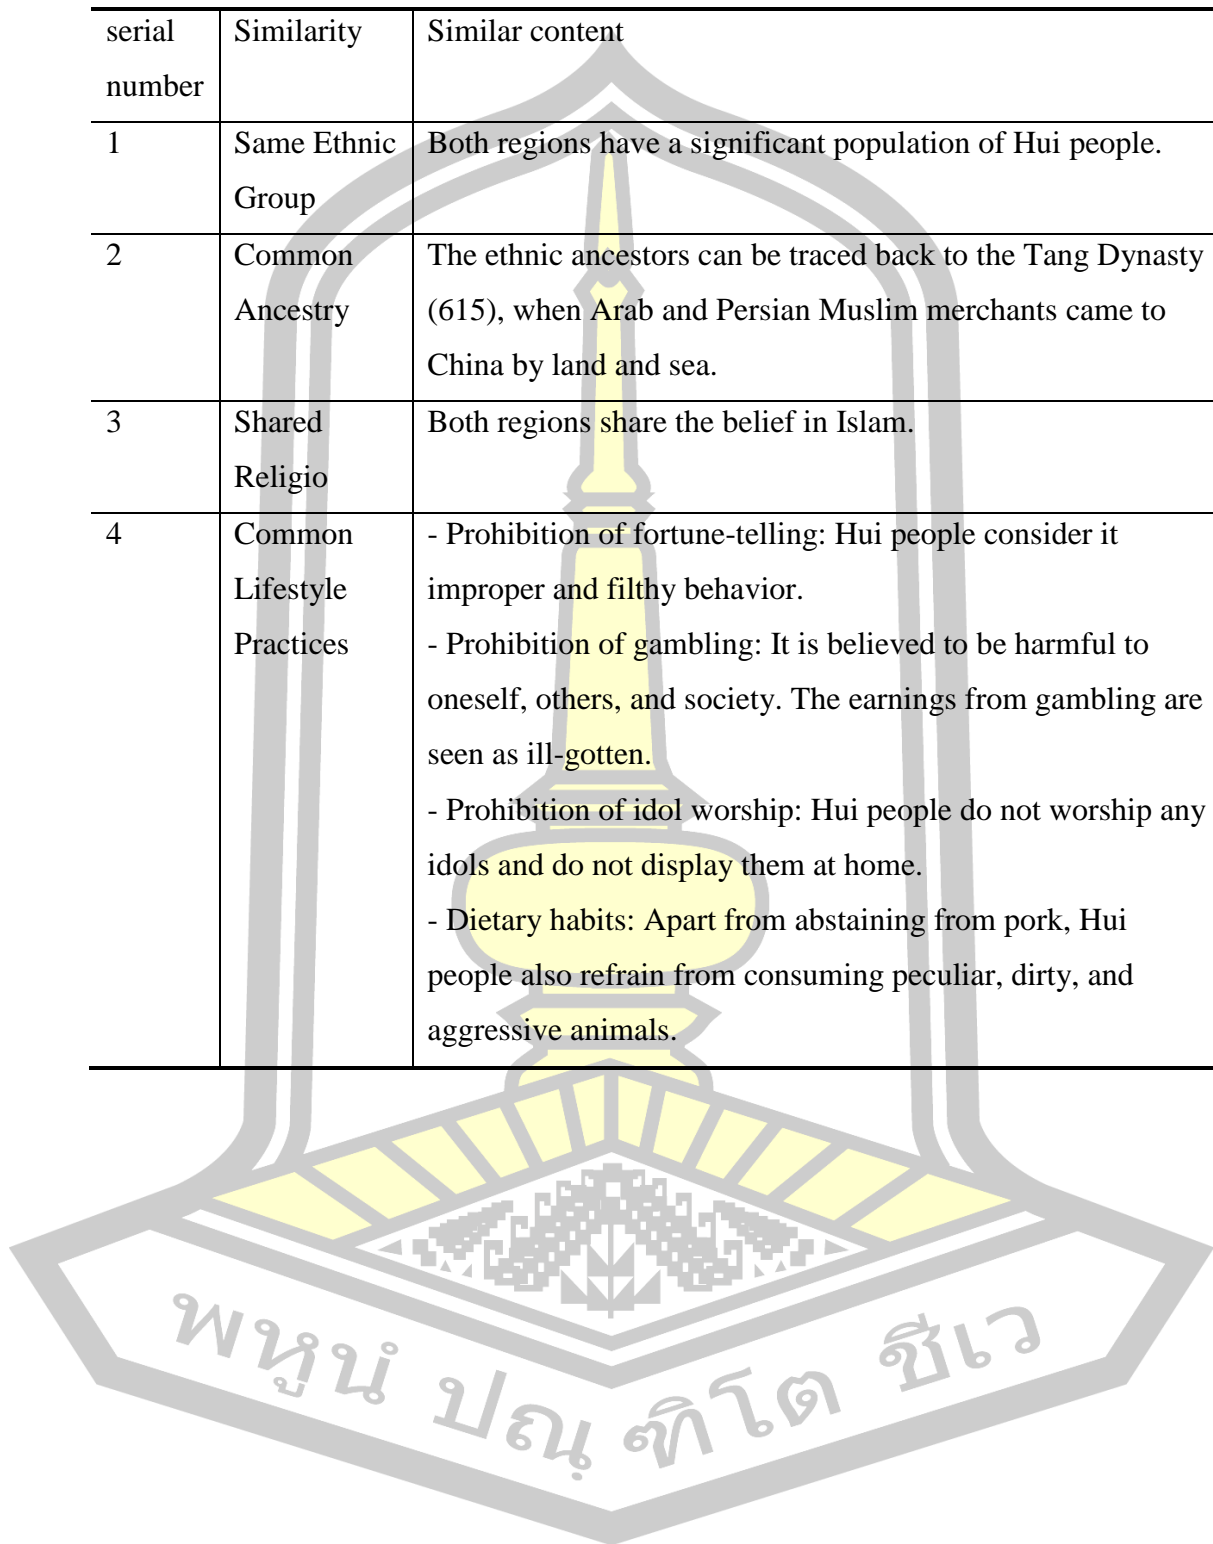 serial number Similarity Similar content
1 Same Ethnic Group Both regions have a significant population of Hui people.
2 Common Ancestry The ethnic ancestors can be traced back to the Tang Dynasty
(615), when Arab and Persian Muslim merchants came to
China by land and sea.
3 Shared Religio Both regions share the belief in Islam.
4 Common Lifestyle Practices - Prohibition of fortune-telling: Hui people consider it
improper and filthy behavior.
- Prohibition of gambling: It is believed to be harmful to
oneself, others, and society. The earnings from gambling are
seen as ill-gotten.
- Prohibition of idol worship: Hui people do not worship any
idols and do not display them at home.
- Dietary habits: Apart from abstaining from pork, Hui
people also refrain from consuming peculiar, dirty, and
aggressive animals.
พหูนํ ปณฺฑิโต ชีเว